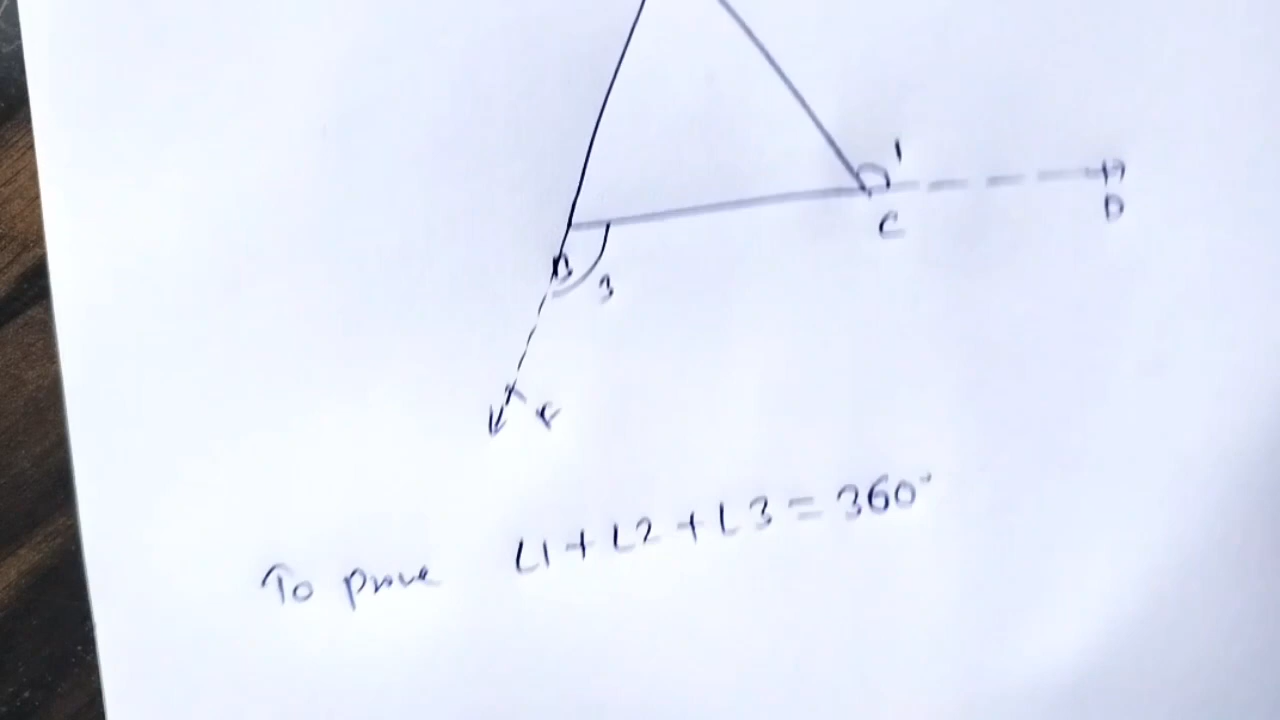 1
C
D
B
3
F
To prove ∠1 + ∠2 + ∠3 = 360°